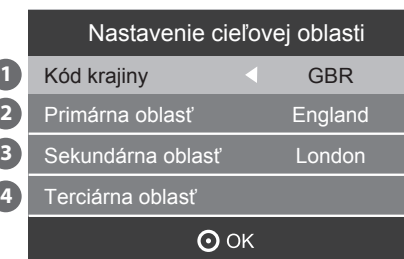 Nastavenie cieľovej oblasti
1 Kód krajiny GBR
2 Primárna oblasť England
3 Sekundárna oblasť London
4 Terciárna oblasť
OK